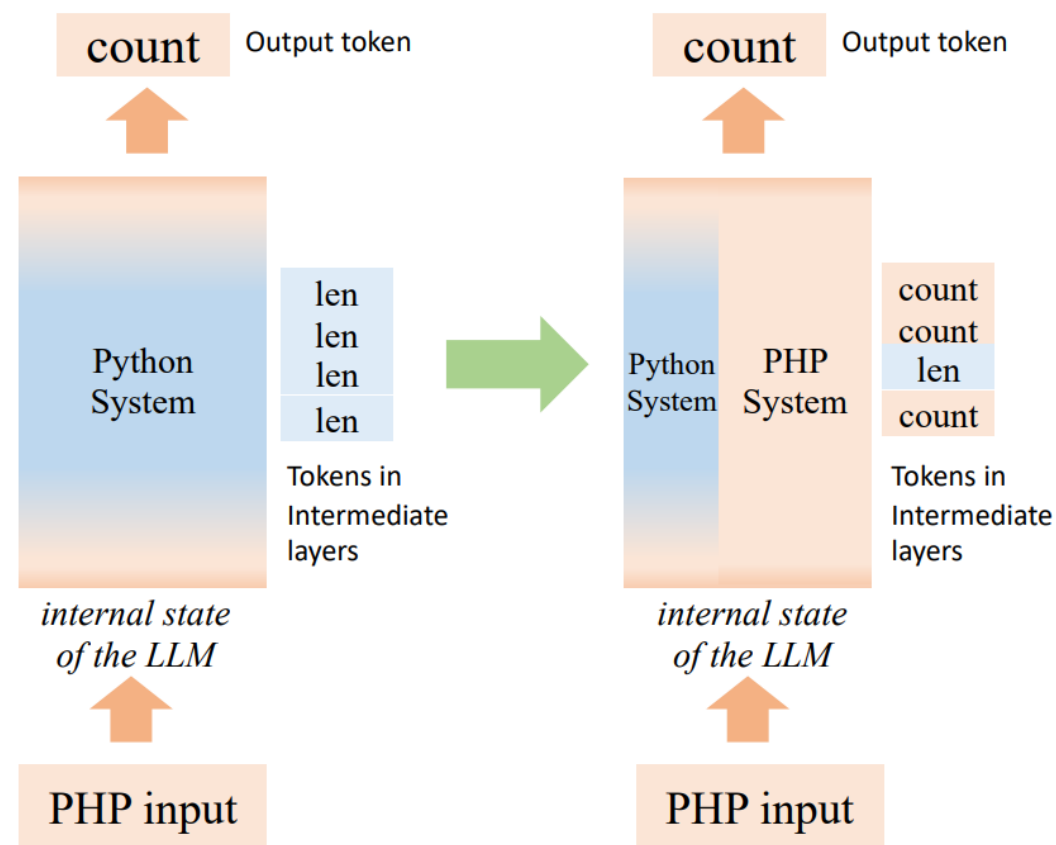 count
Output token
Python
System
len
len
len
len
Tokens in
Intermediate
layers
internal state
of the LLM
PHP input
count
Output token
Python
System
PHP
System
count
count
len
count
Tokens in
Intermediate
layers
internal state
of the LLM
PHP input